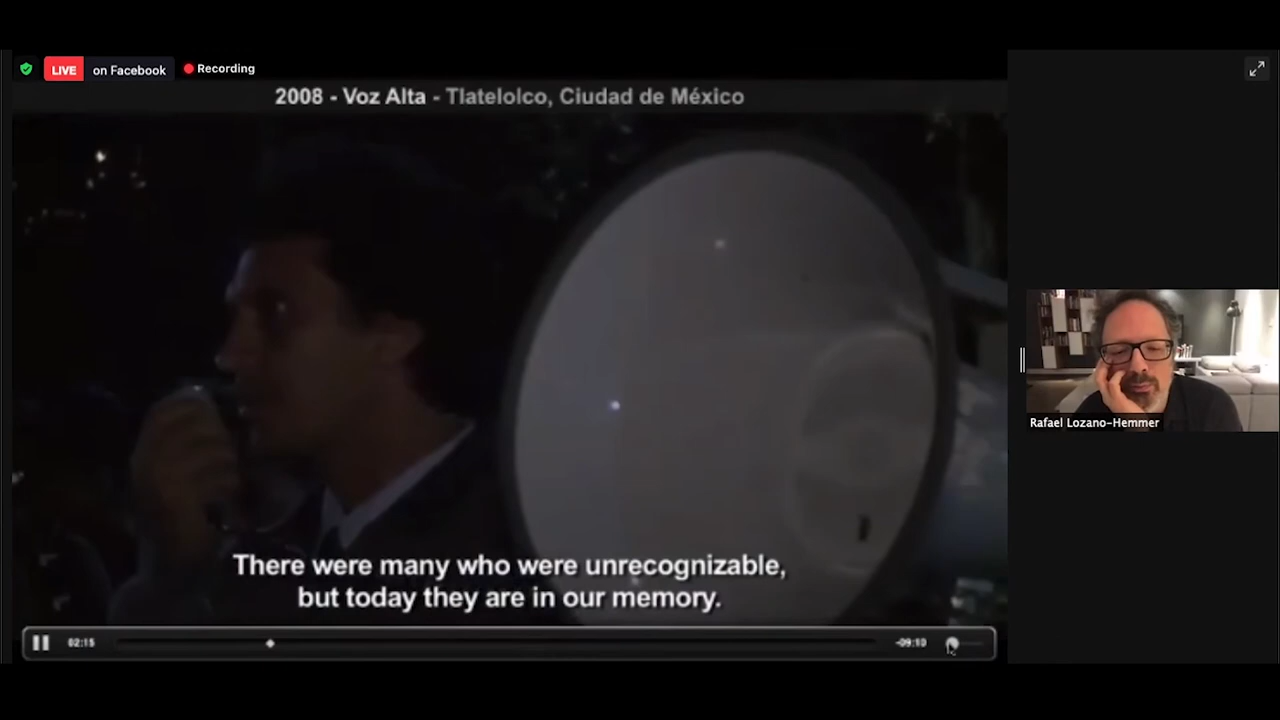 LIVE on Facebook Recording
2008 - Voz Alta - Tlatelolco, Ciudad de México
Rafael Lozano-Hemmer
There were many who were unrecognizable,
but today they are in our memory.
02:15 -09:10